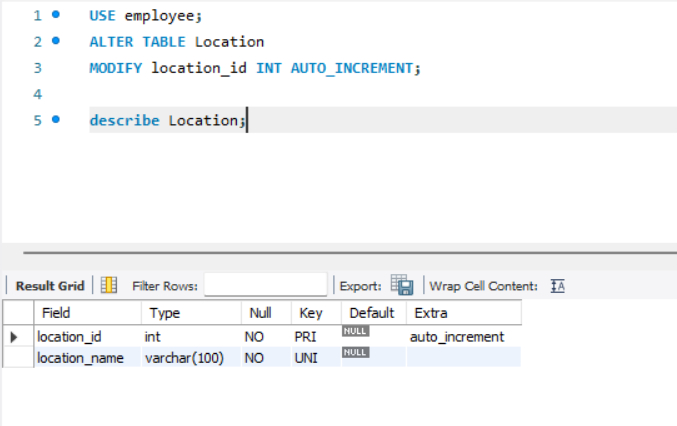 1 USE employee;
2 ALTER TABLE Location
3 MODIFY location_id INT AUTO_INCREMENT;
4
5 describe Location;
Result Grid Filter Rows: Export: Wrap Cell Content: IA
Field Type Null Key Default Extra
location_id int NO PRI NULL auto_increment
location_name varchar(100) NO UNI NULL